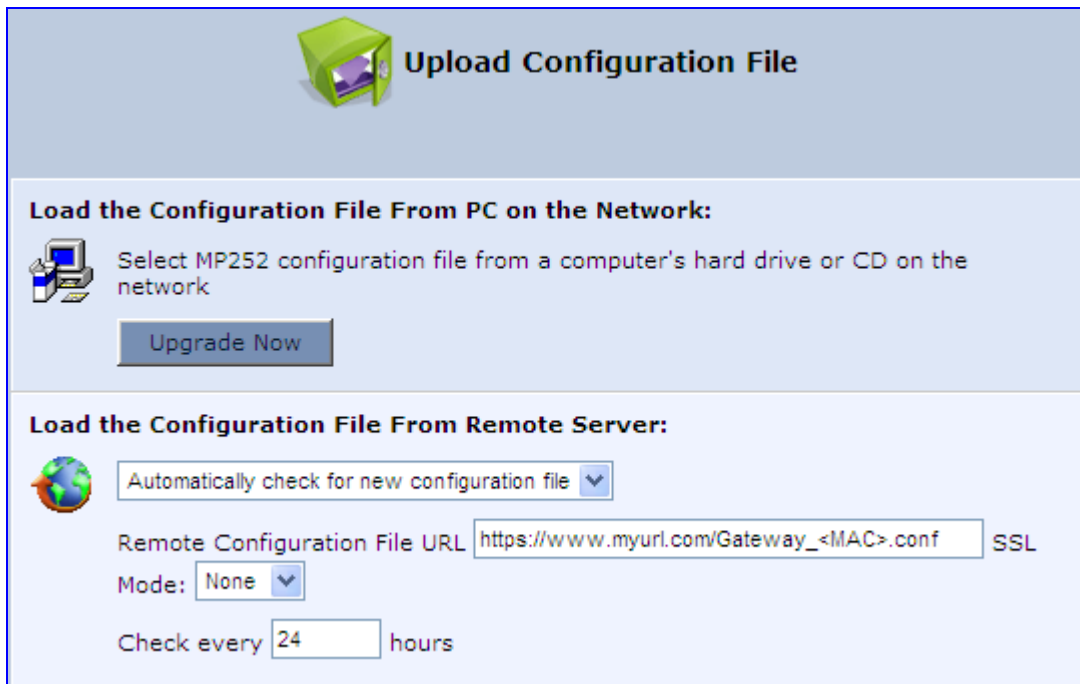 Upload Configuration File
Load the Configuration File From PC on the Network:
Select MP252 configuration file from a computer's hard drive or CD on the
network
Upgrade Now
Load the Configuration File From Remote Server:
Automatically check for new configuration file
Remote Configuration File URL https://www.myurl.com/Gateway_<MAC>.conf SSL
Mode: None
Check every 24 hours